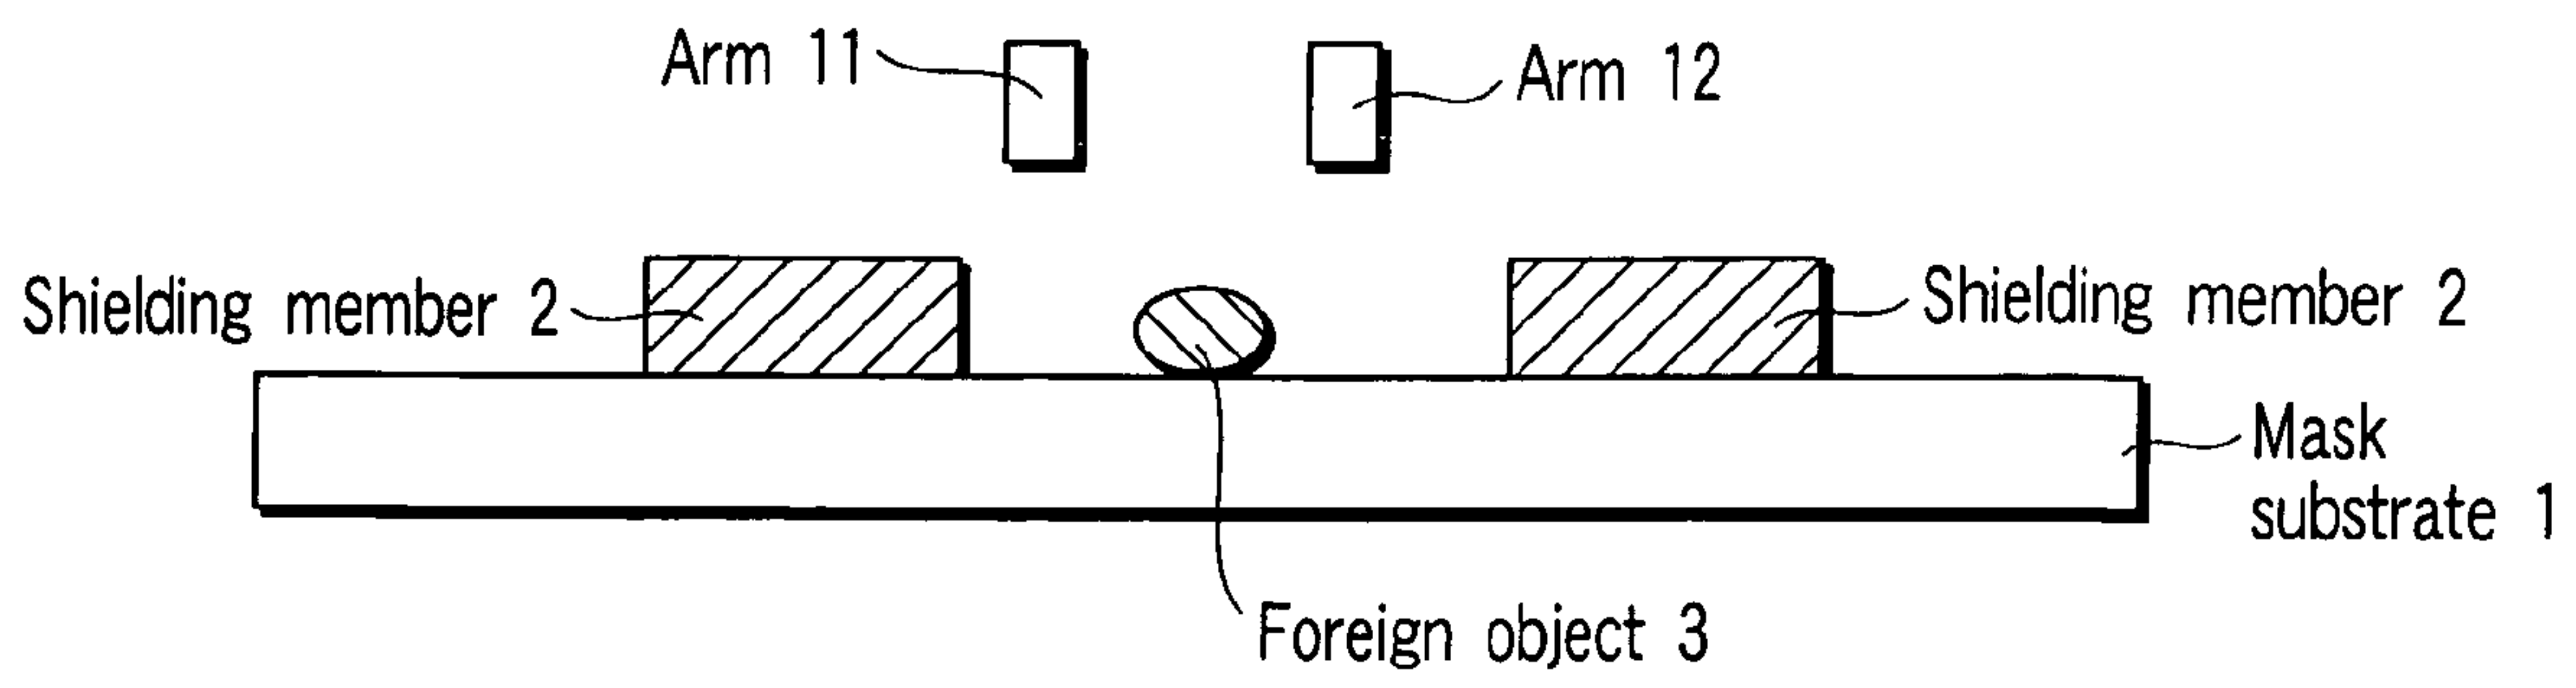 Arm 11
Arm 12
Shielding member 2
Shielding member 2
Mask
substrate 1
Foreign object 3